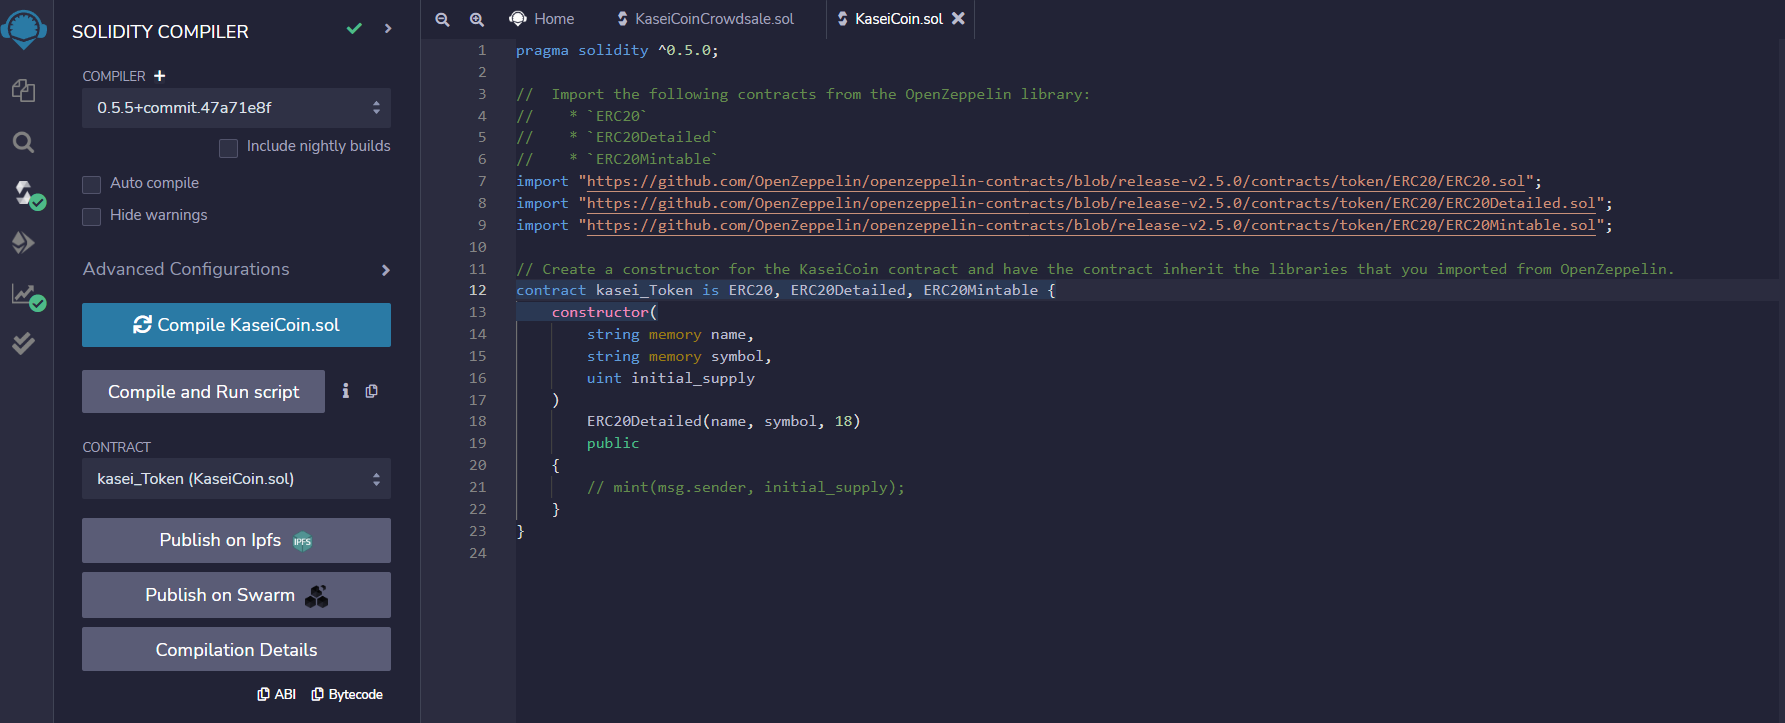 SOLIDITY COMPILER
COMPILER +
0.5.5+commit.47a71e8f
Include nightly builds
Auto compile
Hide warnings
Advanced Configurations
Compile KaseiCoin.sol
Compile and Run script
CONTRACT
kasei_Token (KaseiCoin.sol)
Publish on Ipfs IPFS
Publish on Swarm
Compilation Details
ABI Bytecode
Home KaseiCoinCrowdsale.sol KaseiCoin.sol
1 pragma solidity ^0.5.0;
2
3 //  Import the following contracts from the OpenZeppelin library:
4 //    * `ERC20`
5 //    * `ERC20Detailed`
6 //    * `ERC20Mintable`
7 import "https://github.com/OpenZeppelin/openzeppelin-contracts/blob/release-v2.5.0/contracts/token/ERC20/ERC20.sol";
8 import "https://github.com/OpenZeppelin/openzeppelin-contracts/blob/release-v2.5.0/contracts/token/ERC20/ERC20Detailed.sol";
9 import "https://github.com/OpenZeppelin/openzeppelin-contracts/blob/release-v2.5.0/contracts/token/ERC20/ERC20Mintable.sol";
10
11 // Create a constructor for the KaseiCoin contract and have the contract inherit the libraries that you imported from OpenZeppelin.
12 contract kasei_Token is ERC20, ERC20Detailed, ERC20Mintable {
13     constructor(
14         string memory name,
15         string memory symbol,
16         uint initial_supply
17     )
18         ERC20Detailed(name, symbol, 18)
19         public
20     {
21         // mint(msg.sender, initial_supply);
22     }
23 }
24